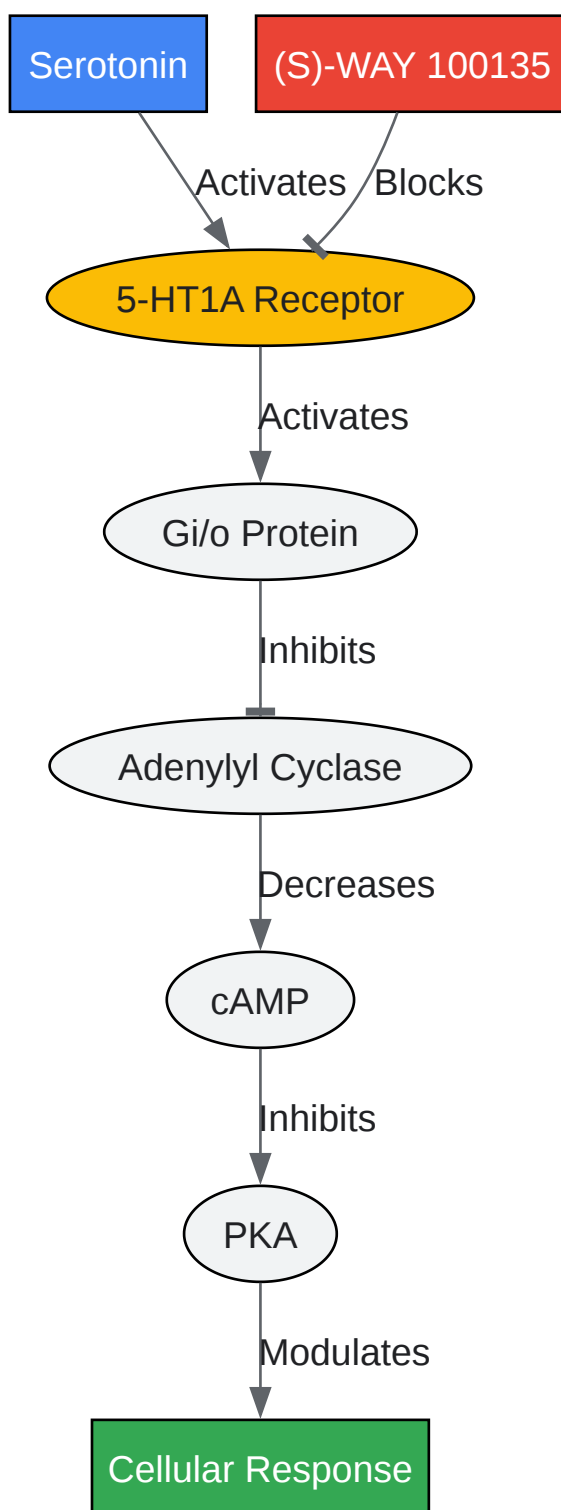 Serotonin
(S)-WAY 100135
Activates
Blocks
5-HT1A Receptor
Activates
Gi/o Protein
Inhibits
Adenylyl Cyclase
Decreases
cAMP
Inhibits
PKA
Modulates
Cellular Response